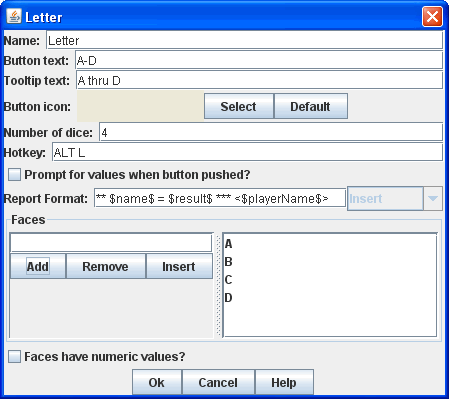 Letter
Name: Letter
Button text: A-D
Tooltip text: A thru D
Button icon: Select Default
Number of dice: 4
Hotkey: ALT L
Prompt for values when button pushed?
Report Format: ** $name$ = $result$ *** <$playerName$> Insert
Faces
Add Remove Insert
A
B
C
D
Faces have numeric values?
Ok Cancel Help